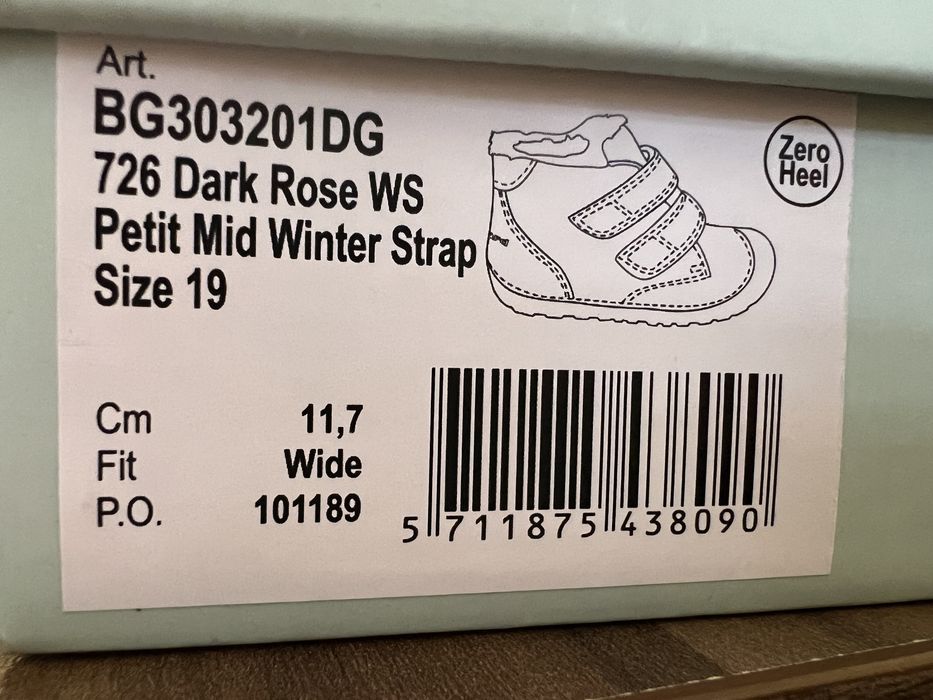 Art.
BG303201DG
726 Dark Rose WS
Petit Mid Winter Strap
Size 19
Zero
Heel
Cm 11,7
Fit Wide
P.O. 101189
5 711875 438090